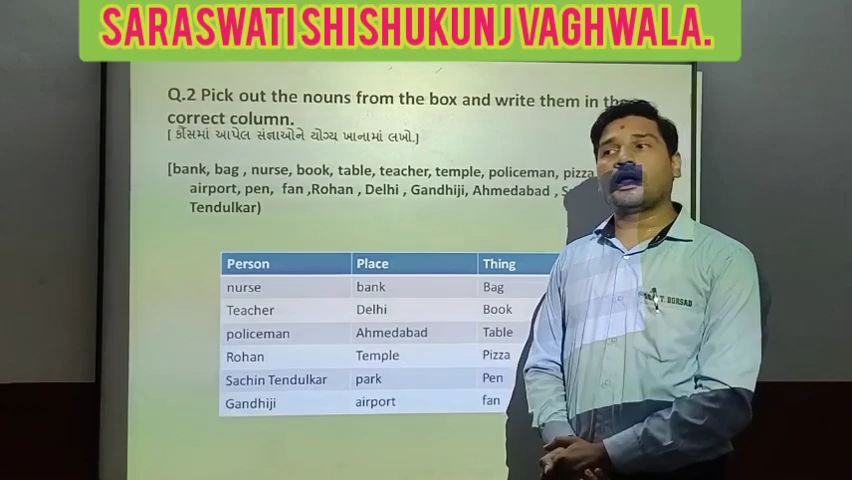 SARASWATI SHISHUKUNJ VAGHWALA.
Q.2 Pick out the nouns from the box and write them in the
correct column.
[ કૌંસમાં આપેલ સંજ્ઞાઓને યોગ્ય ખાનામાં લખો.]
[bank, bag , nurse, book, table, teacher, temple, policeman, pizza,
airport, pen, fan ,Rohan , Delhi , Gandhiji, Ahmedabad ,
Tendulkar)
Person Place Thing
nurse bank Bag
Teacher Delhi Book
policeman Ahmedabad Table
Rohan Temple Pizza
Sachin Tendulkar park Pen
Gandhiji airport fan
T. BORSAD